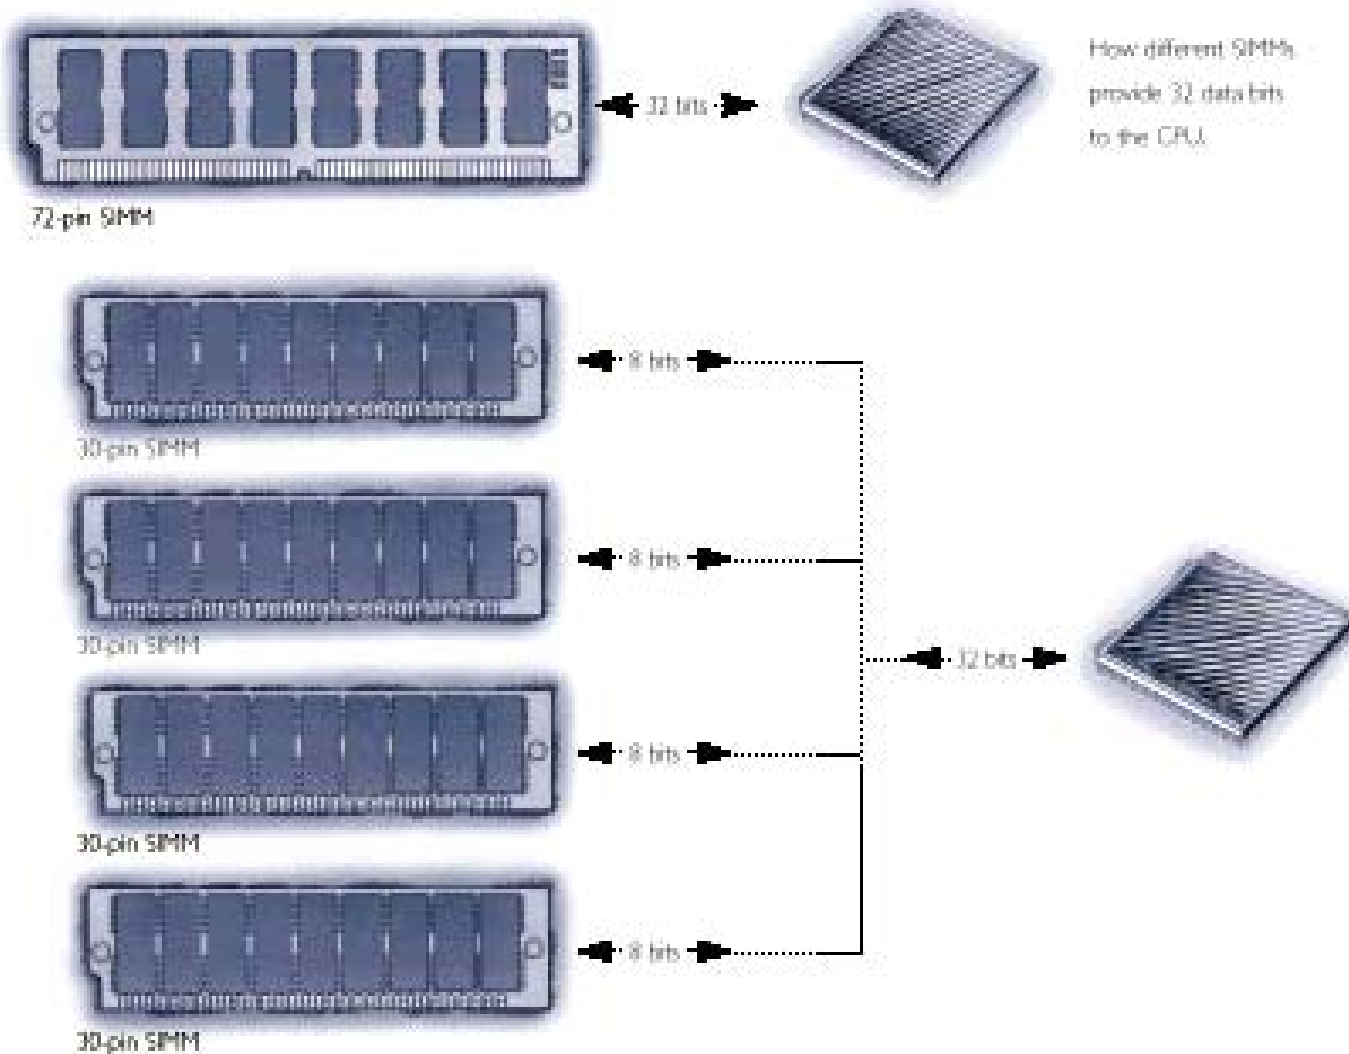 32 bits
How different SIMMs
provide 32 data bits
to the CPU.
72-pin SIMM
8 bits
30-pin SIMM
8 bits
30-pin SIMM
32 bits
8 bits
30-pin SIMM
8 bits
30-pin SIMM